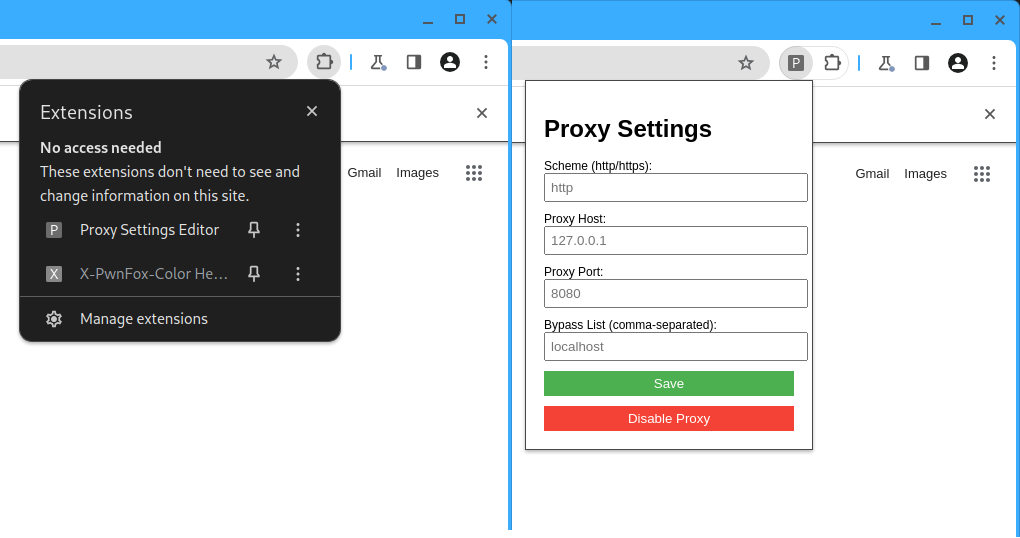 Extensions
No access needed
These extensions don't need to see and
change information on this site.
P Proxy Settings Editor
X X-PwnFox-Color He...
Manage extensions
Gmail Images
P
Proxy Settings
Scheme (http/https):
http
Proxy Host:
127.0.0.1
Proxy Port:
8080
Bypass List (comma-separated):
localhost
Save
Disable Proxy
Gmail Images